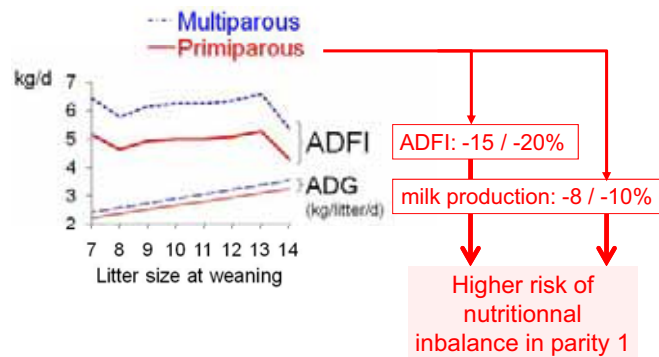 Multiparous
Primiparous
kg/d
7
6
5
4
3
2
ADFI
ADG
(kg/litter/d)
7 8 9 10 11 12 13 14
Litter size at weaning
ADFI: -15 / -20%
milk production: -8 / -10%
Higher risk of
nutritionnal
inbalance in parity 1